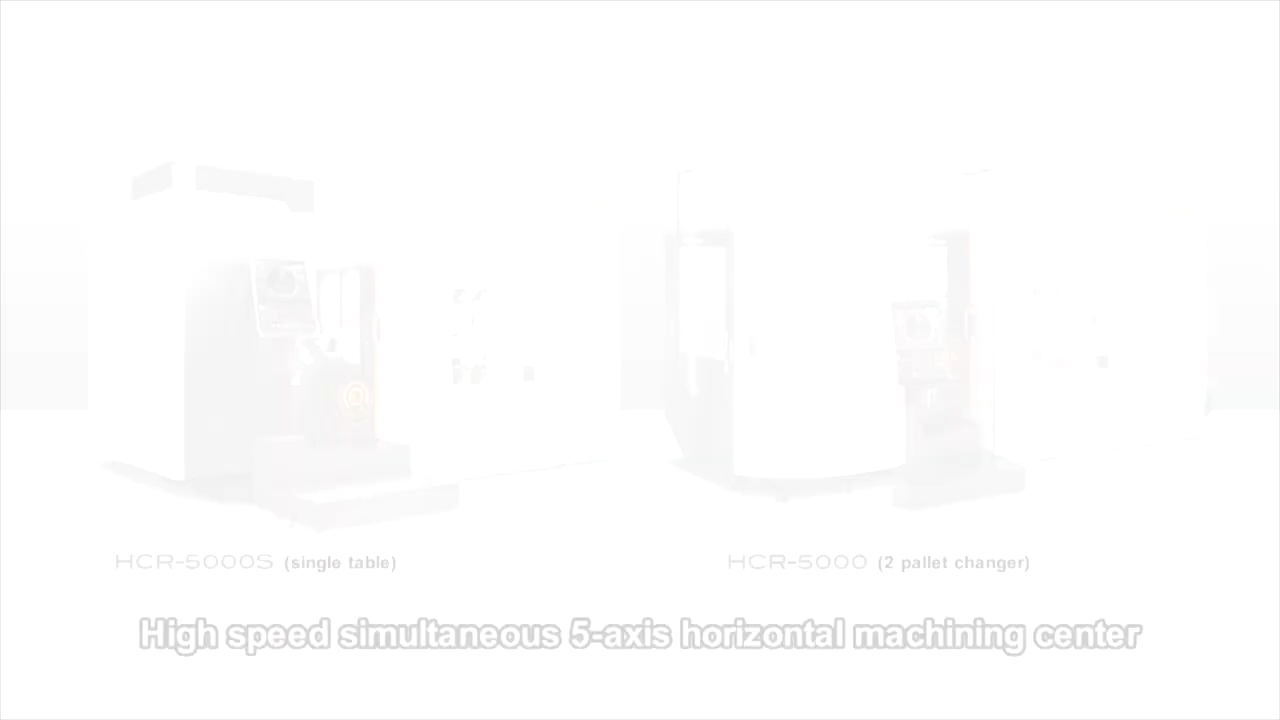 HCR-5000S (single table)
HCR-5000 (2 pallet changer)
High speed simultaneous 5-axis horizontal machining center